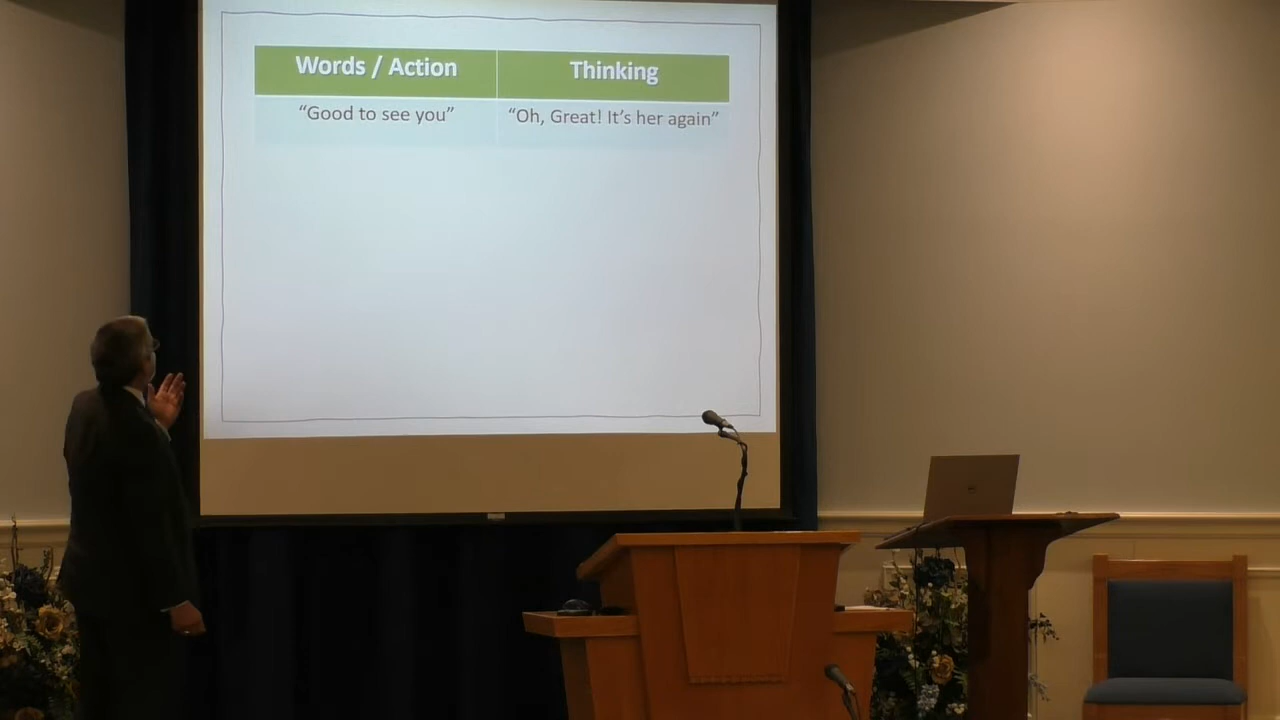 Words / Action Thinking
“Good to see you” “Oh, Great! It’s her again”